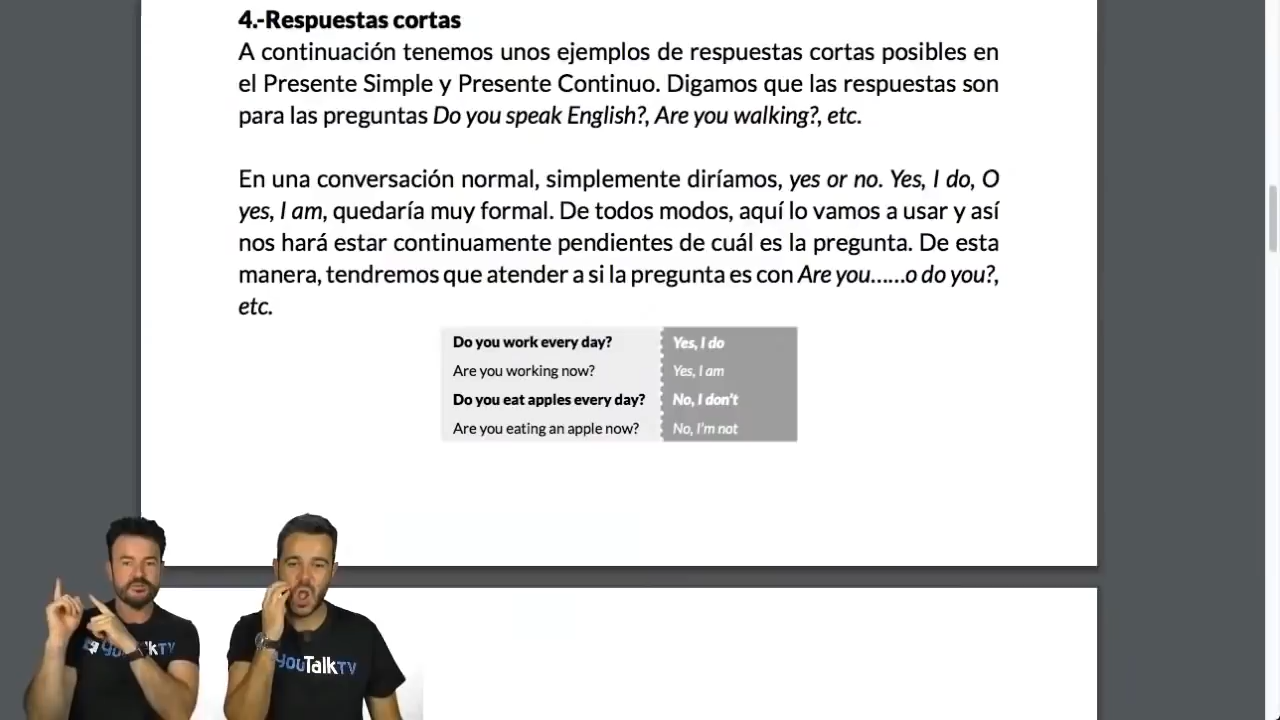 4.-Respuestas cortas
A continuación tenemos unos ejemplos de respuestas cortas posibles en
el Presente Simple y Presente Continuo. Digamos que las respuestas son
para las preguntas Do you speak English?, Are you walking?, etc.
En una conversación normal, simplemente diríamos, yes or no. Yes, I do, O
yes, I am, quedaría muy formal. De todos modos, aquí lo vamos a usar y así
nos hará estar continuamente pendientes de cuál es la pregunta. De esta
manera, tendremos que atender a si la pregunta es con Are you......o do you?,
etc.
Do you work every day? Yes, I do
Are you working now? Yes, I am
Do you eat apples every day? No, I don't
Are you eating an apple now? No, I'm not
YouTalkTV